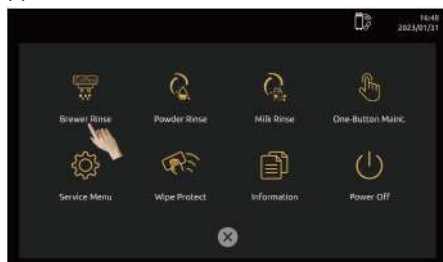 16:48
2023/01/31
Coffee
Brewer Rinse
Powder Rinse
Milk Rinse
One-Button Mainc.
Service Menu
Wipe Protect
Information
Power Off